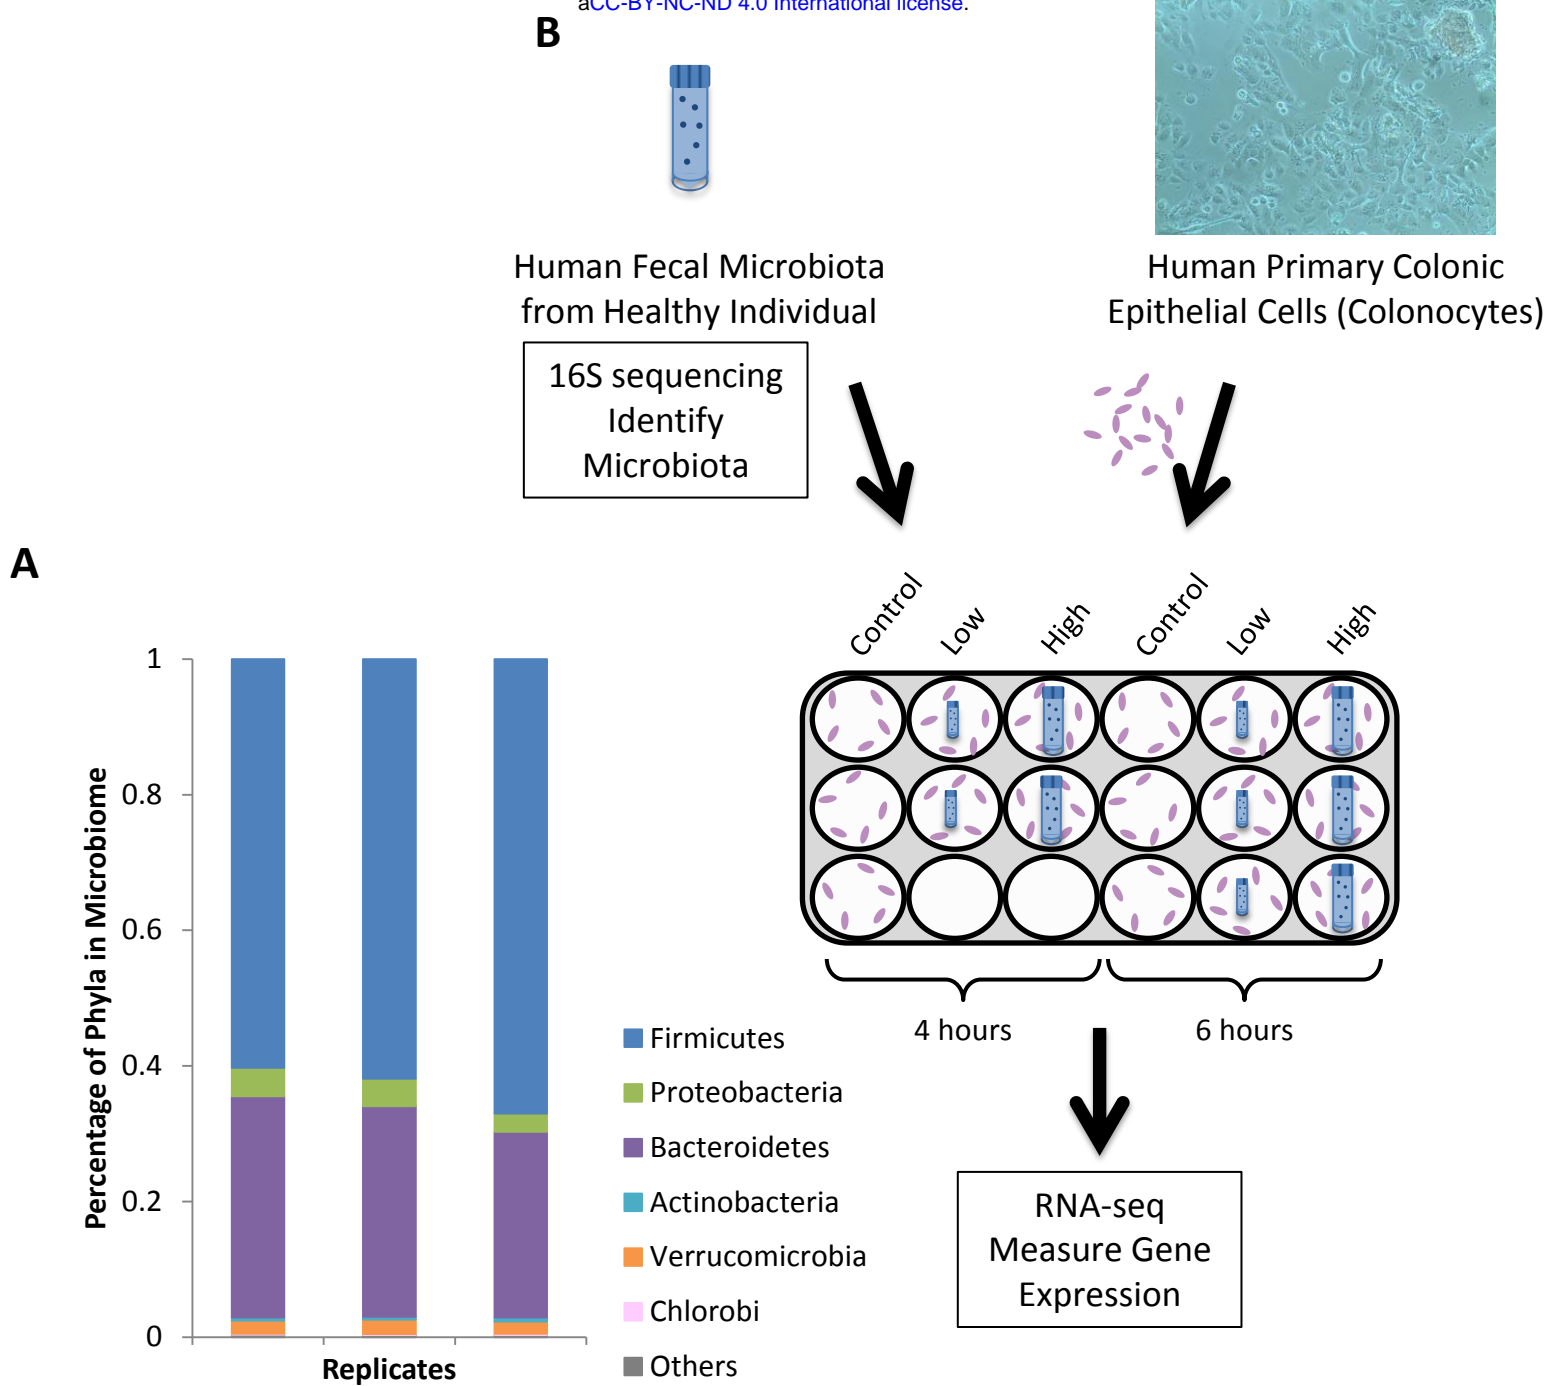 aCC-BY-NC-ND 4.0 International license.
B
Human Fecal Microbiota
from Healthy Individual
Human Primary Colonic
Epithelial Cells (Colonocytes)
16S sequencing
Identify
Microbiota
A
Control
Low
High
Control
Low
High
4 hours
6 hours
RNA-seq
Measure Gene
Expression
Percentage of Phyla in Microbiome
1
0.8
0.6
0.4
0.2
0
Replicates
Firmicutes
Proteobacteria
Bacteroidetes
Actinobacteria
Verrucomicrobia
Chlorobi
Others